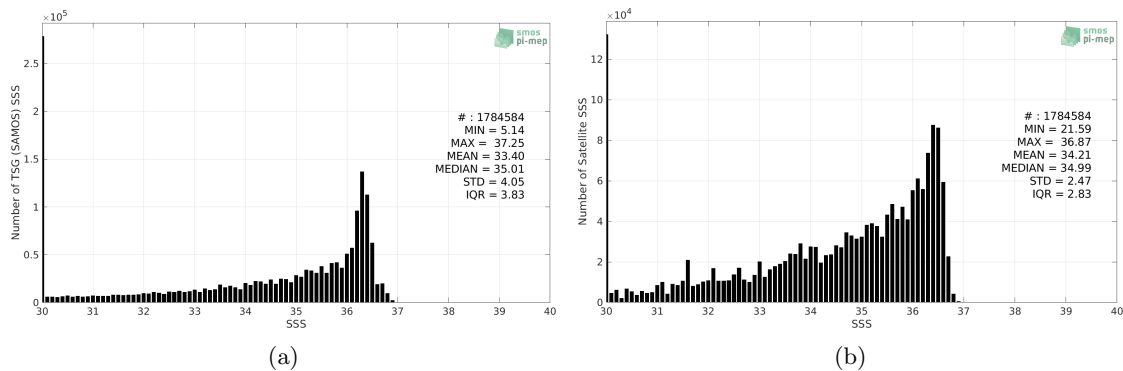 ×10⁵
smos
pi-mep
2.5
2
1.5
1
0.5
0
Number of TSG (SAMOS) SSS
# : 1784584
MIN = 5.14
MAX = 37.25
MEAN = 33.40
MEDIAN = 35.01
STD = 4.05
IQR = 3.83
30 31 32 33 34 35 36 37 38 39 40
SSS
(a)
×10⁴
smos
pi-mep
12
10
8
6
4
2
0
Number of Satellite SSS
# : 1784584
MIN = 21.59
MAX = 36.87
MEAN = 34.21
MEDIAN = 34.99
STD = 2.47
IQR = 2.83
30 31 32 33 34 35 36 37 38 39 40
SSS
(b)